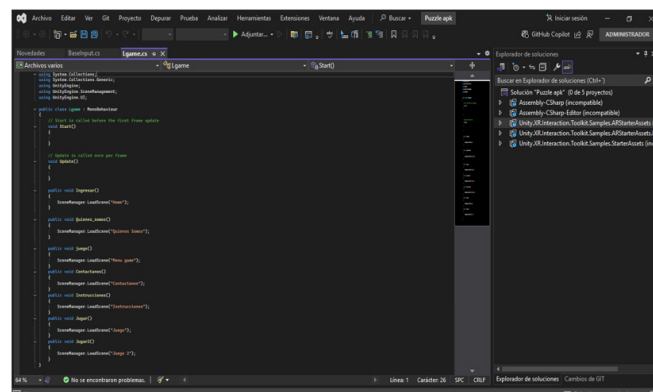 Archivo Editar Ver Git Proyecto Depurar Prueba Analizar Herramientas Extensiones Ventana Ayuda Buscar Puzzle apk Iniciar sesión
Adjuntar... GitHub Copilot ADMINISTRADOR
Novedades BaseInput.cs Lgame.cs
Archivos varios Lgame Start()
using System.Collections;
using System.Collections.Generic;
using UnityEngine;
using UnityEngine.SceneManagement;
using UnityEngine.UI;
public class Lgame : MonoBehaviour
{
// Start is called before the first frame update
void Start()
{
}
// Update is called once per frame
void Update()
{
}
public void Ingresar()
{
SceneManager.LoadScene("Home");
}
public void Quienes_somos()
{
SceneManager.LoadScene("Quienes Somos");
}
public void juego()
{
SceneManager.LoadScene("Menu game");
}
public void Contactanos()
{
SceneManager.LoadScene("Contactanos");
}
public void Instrucciones()
{
SceneManager.LoadScene("Instrucciones");
}
public void Jugar()
{
SceneManager.LoadScene("Juego");
}
public void Jugar2()
{
SceneManager.LoadScene("Juego 2");
}
}
64 % No se encontraron problemas. Línea: 1 Carácter: 26 SPC CRLF
Explorador de soluciones
Buscar en Explorador de soluciones (Ctrl+')
Solución "Puzzle apk" (0 de 5 proyectos)
Assembly-CSharp (incompatible)
Assembly-CSharp-Editor (incompatible)
Unity.XR.Interaction.Toolkit.Samples.ARStarterAssets
Unity.XR.Interaction.Toolkit.Samples.ARStarterAssets.
Unity.XR.Interaction.Toolkit.Samples.StarterAssets (in
Explorador de soluciones Cambios de GIT